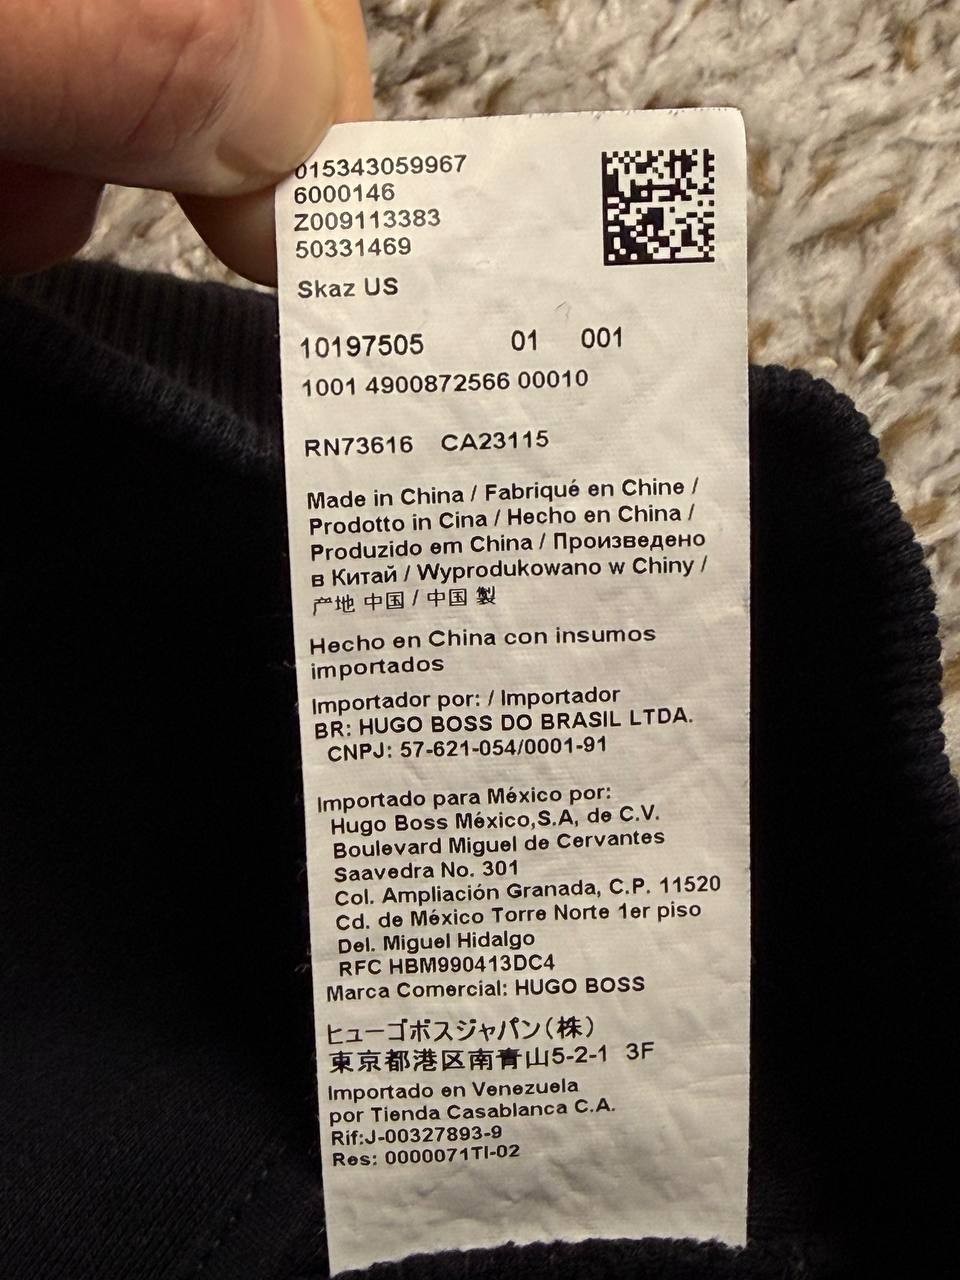 015343059967
6000146
Z009113383
50331469
Skaz US
10197505 01 001
1001 4900872566 00010
RN73616 CA23115
Made in China / Fabriqué en Chine /
Prodotto in Cina / Hecho en China /
Produzido em China / Произведено
в Китай / Wyprodukowano w Chiny /
产地 中国 / 中国 製
Hecho en China con insumos
importados
Importador por: / Importador
BR: HUGO BOSS DO BRASIL LTDA.
CNPJ: 57-621-054/0001-91
Importado para México por:
Hugo Boss México,S.A, de C.V.
Boulevard Miguel de Cervantes
Saavedra No. 301
Col. Ampliación Granada, C.P. 11520
Cd. de México Torre Norte 1er piso
Del. Miguel Hidalgo
RFC HBM990413DC4
Marca Comercial: HUGO BOSS
ヒューゴボスジャパン(株)
東京都港区南青山5-2-1 3F
Importado en Venezuela
por Tienda Casablanca C.A.
Rif:J-00327893-9
Res: 0000071TI-02